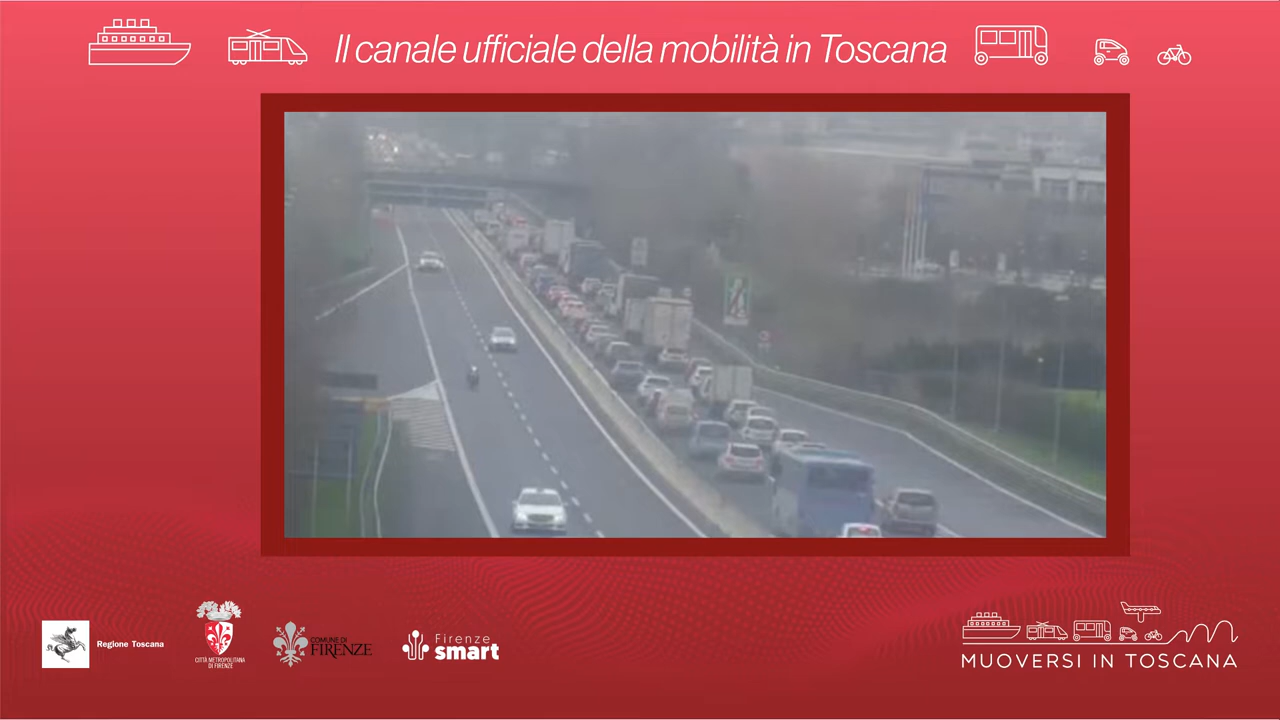 Il canale ufficiale della mobilità in Toscana
Regione Toscana
CITTÀ METROPOLITANA
DI FIRENZE
COMUNE DI
FIRENZE
Firenze
smart
MUOVERSI IN TOSCANA